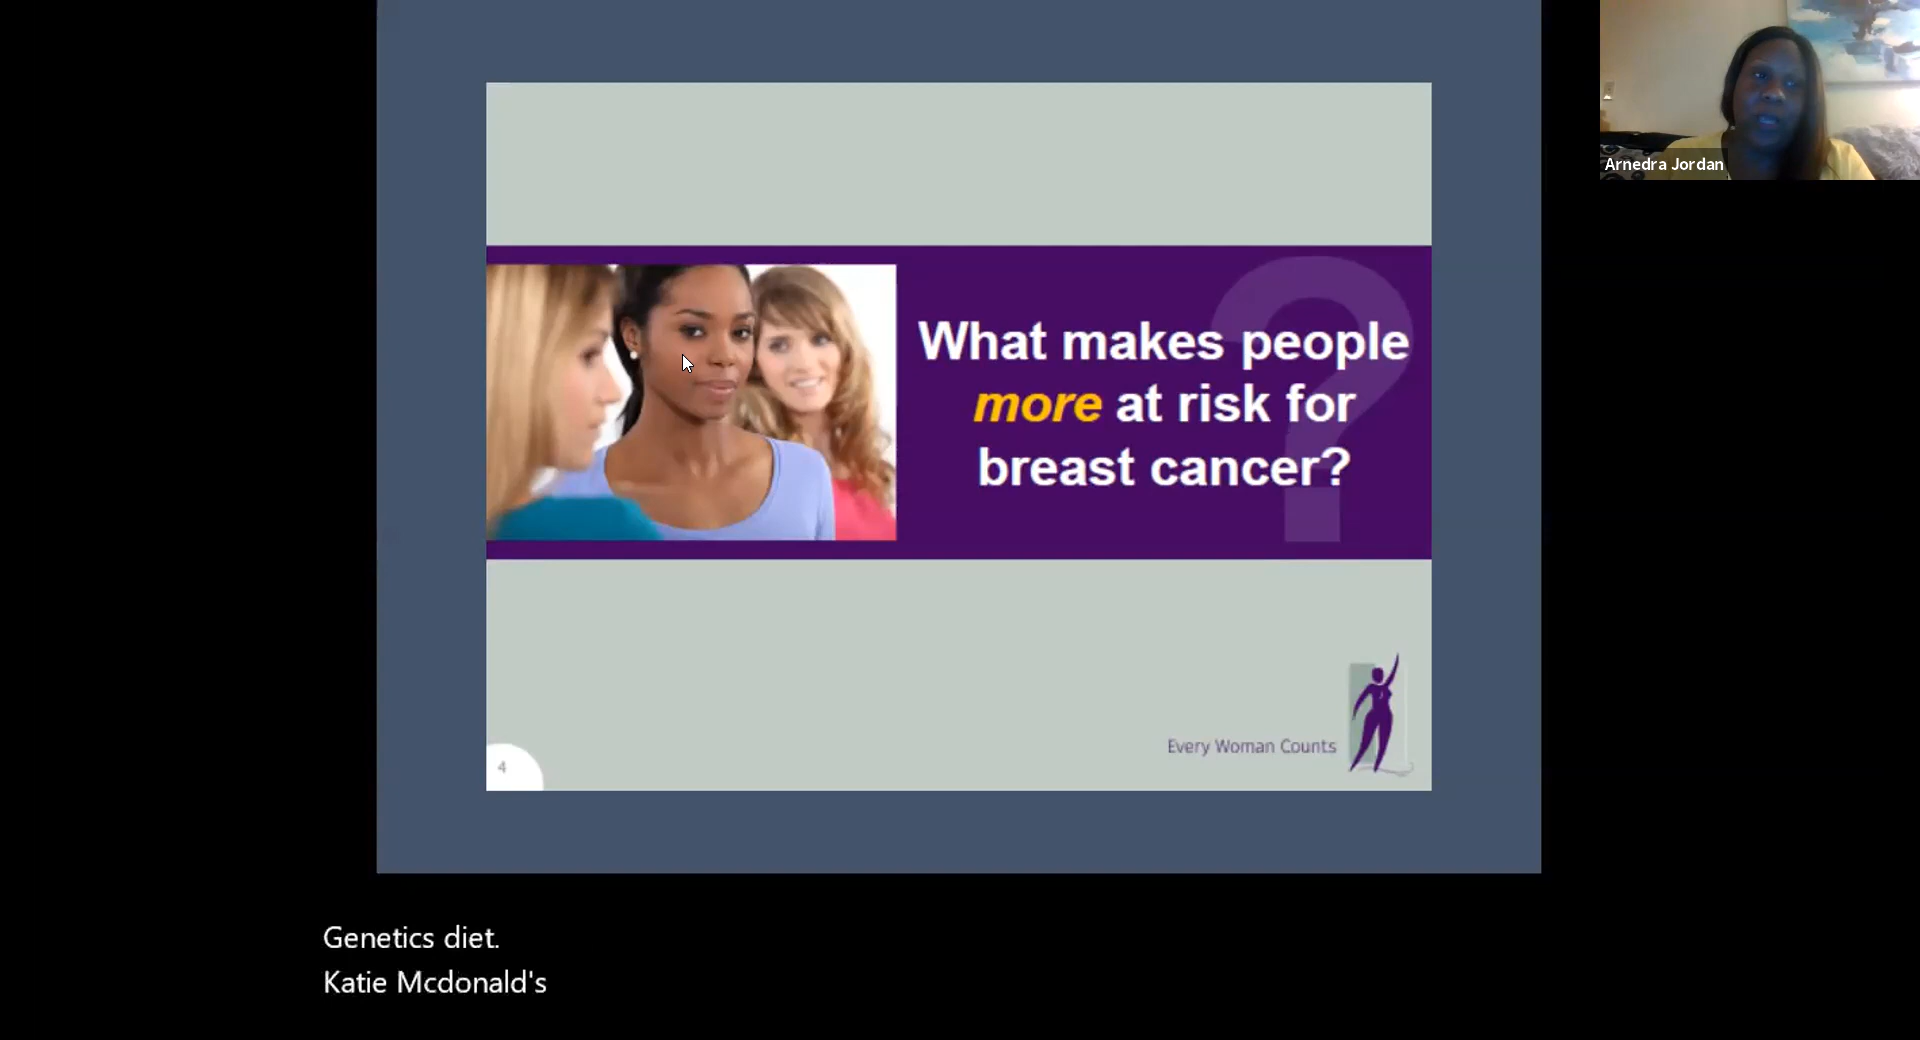 Arnedra Jordan
What makes people
more at risk for
breast cancer?
?
Every Woman Counts
4
Genetics diet.
Katie Mcdonald's